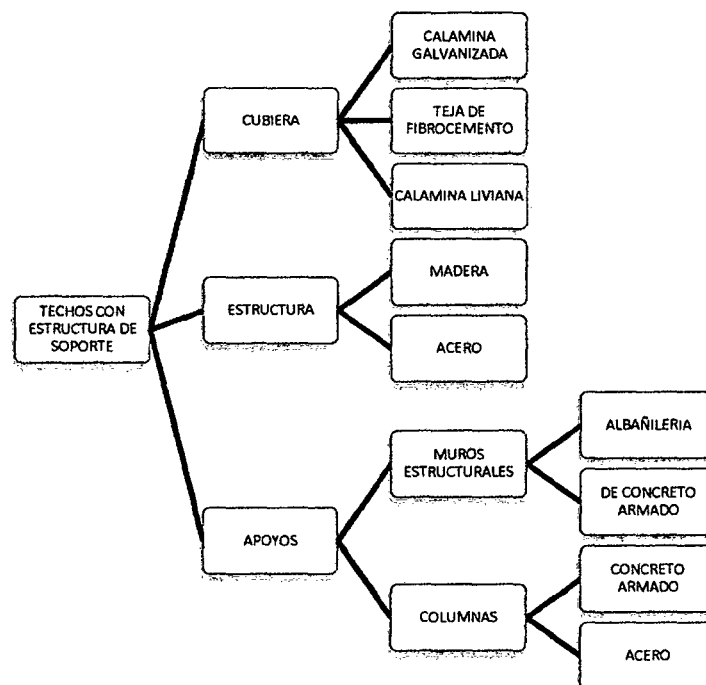 CALAMINA
GALVANIZADA
CUBIERA
TEJA DE
FIBROCEMENTO
CALAMINA LIVIANA
TECHOS CON
ESTRUCTURA DE
SOPORTE
ESTRUCTURA
MADERA
ACERO
APOYOS
MUROS
ESTRUCTURALES
ALBAÑILERIA
DE CONCRETO
ARMADO
COLUMNAS
CONCRETO
ARMADO
ACERO